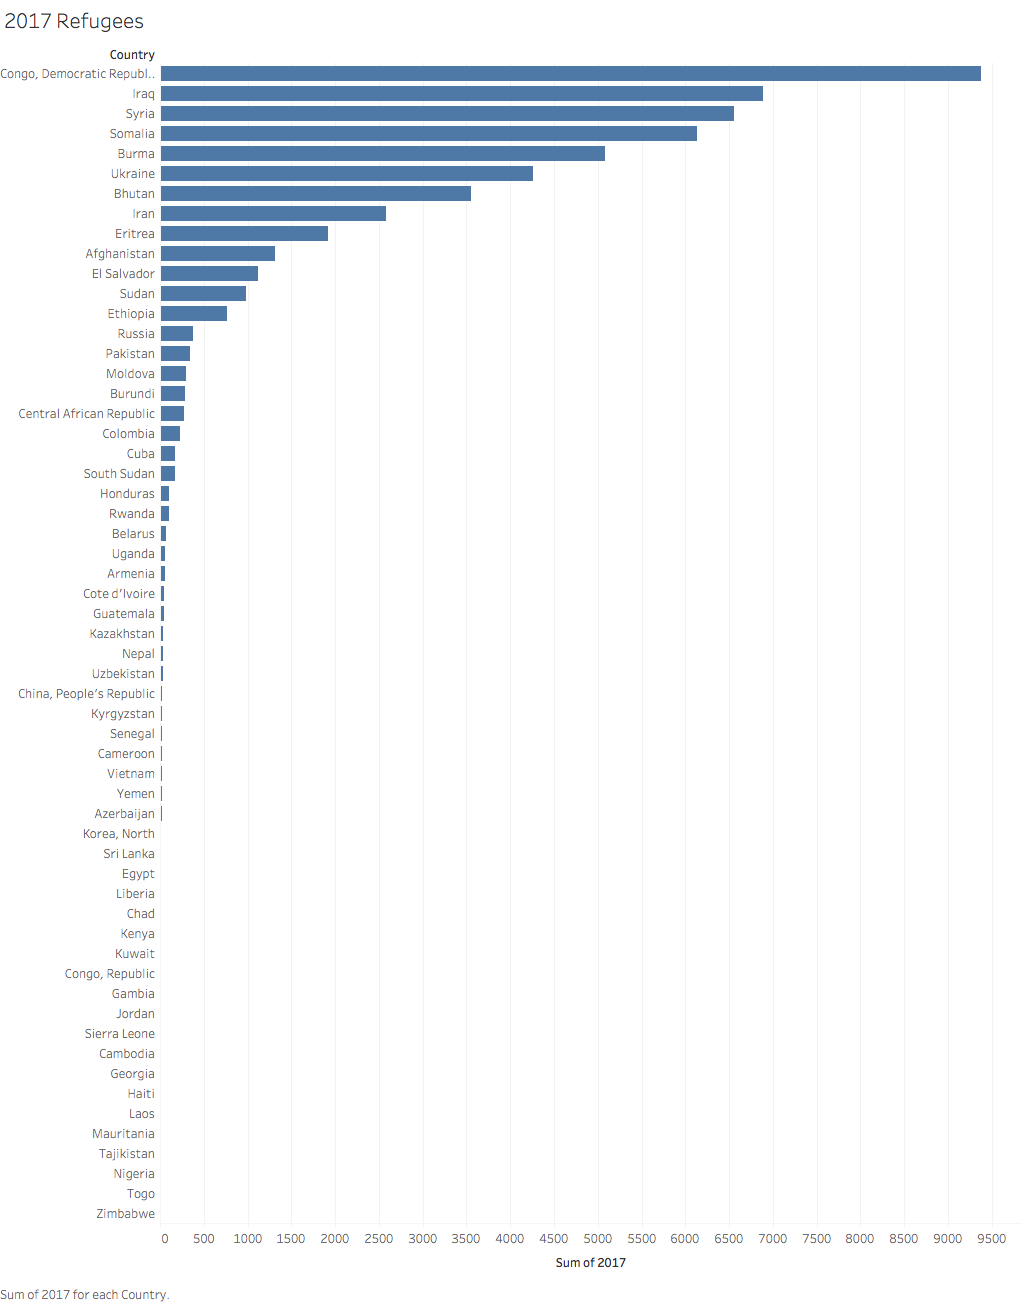 2017 Refugees
Country
Congo, Democratic Republ..
Iraq
Syria
Somalia
Burma
Ukraine
Bhutan
Iran
Eritrea
Afghanistan
El Salvador
Sudan
Ethiopia
Russia
Pakistan
Moldova
Burundi
Central African Republic
Colombia
Cuba
South Sudan
Honduras
Rwanda
Belarus
Uganda
Armenia
Cote d'Ivoire
Guatemala
Kazakhstan
Nepal
Uzbekistan
China, People's Republic
Kyrgyzstan
Senegal
Cameroon
Vietnam
Yemen
Azerbaijan
Korea, North
Sri Lanka
Egypt
Liberia
Chad
Kenya
Kuwait
Congo, Republic
Gambia
Jordan
Sierra Leone
Cambodia
Georgia
Haiti
Laos
Mauritania
Tajikistan
Nigeria
Togo
Zimbabwe
0 500 1000 1500 2000 2500 3000 3500 4000 4500 5000 5500 6000 6500 7000 7500 8000 8500 9000 9500
Sum of 2017
Sum of 2017 for each Country.